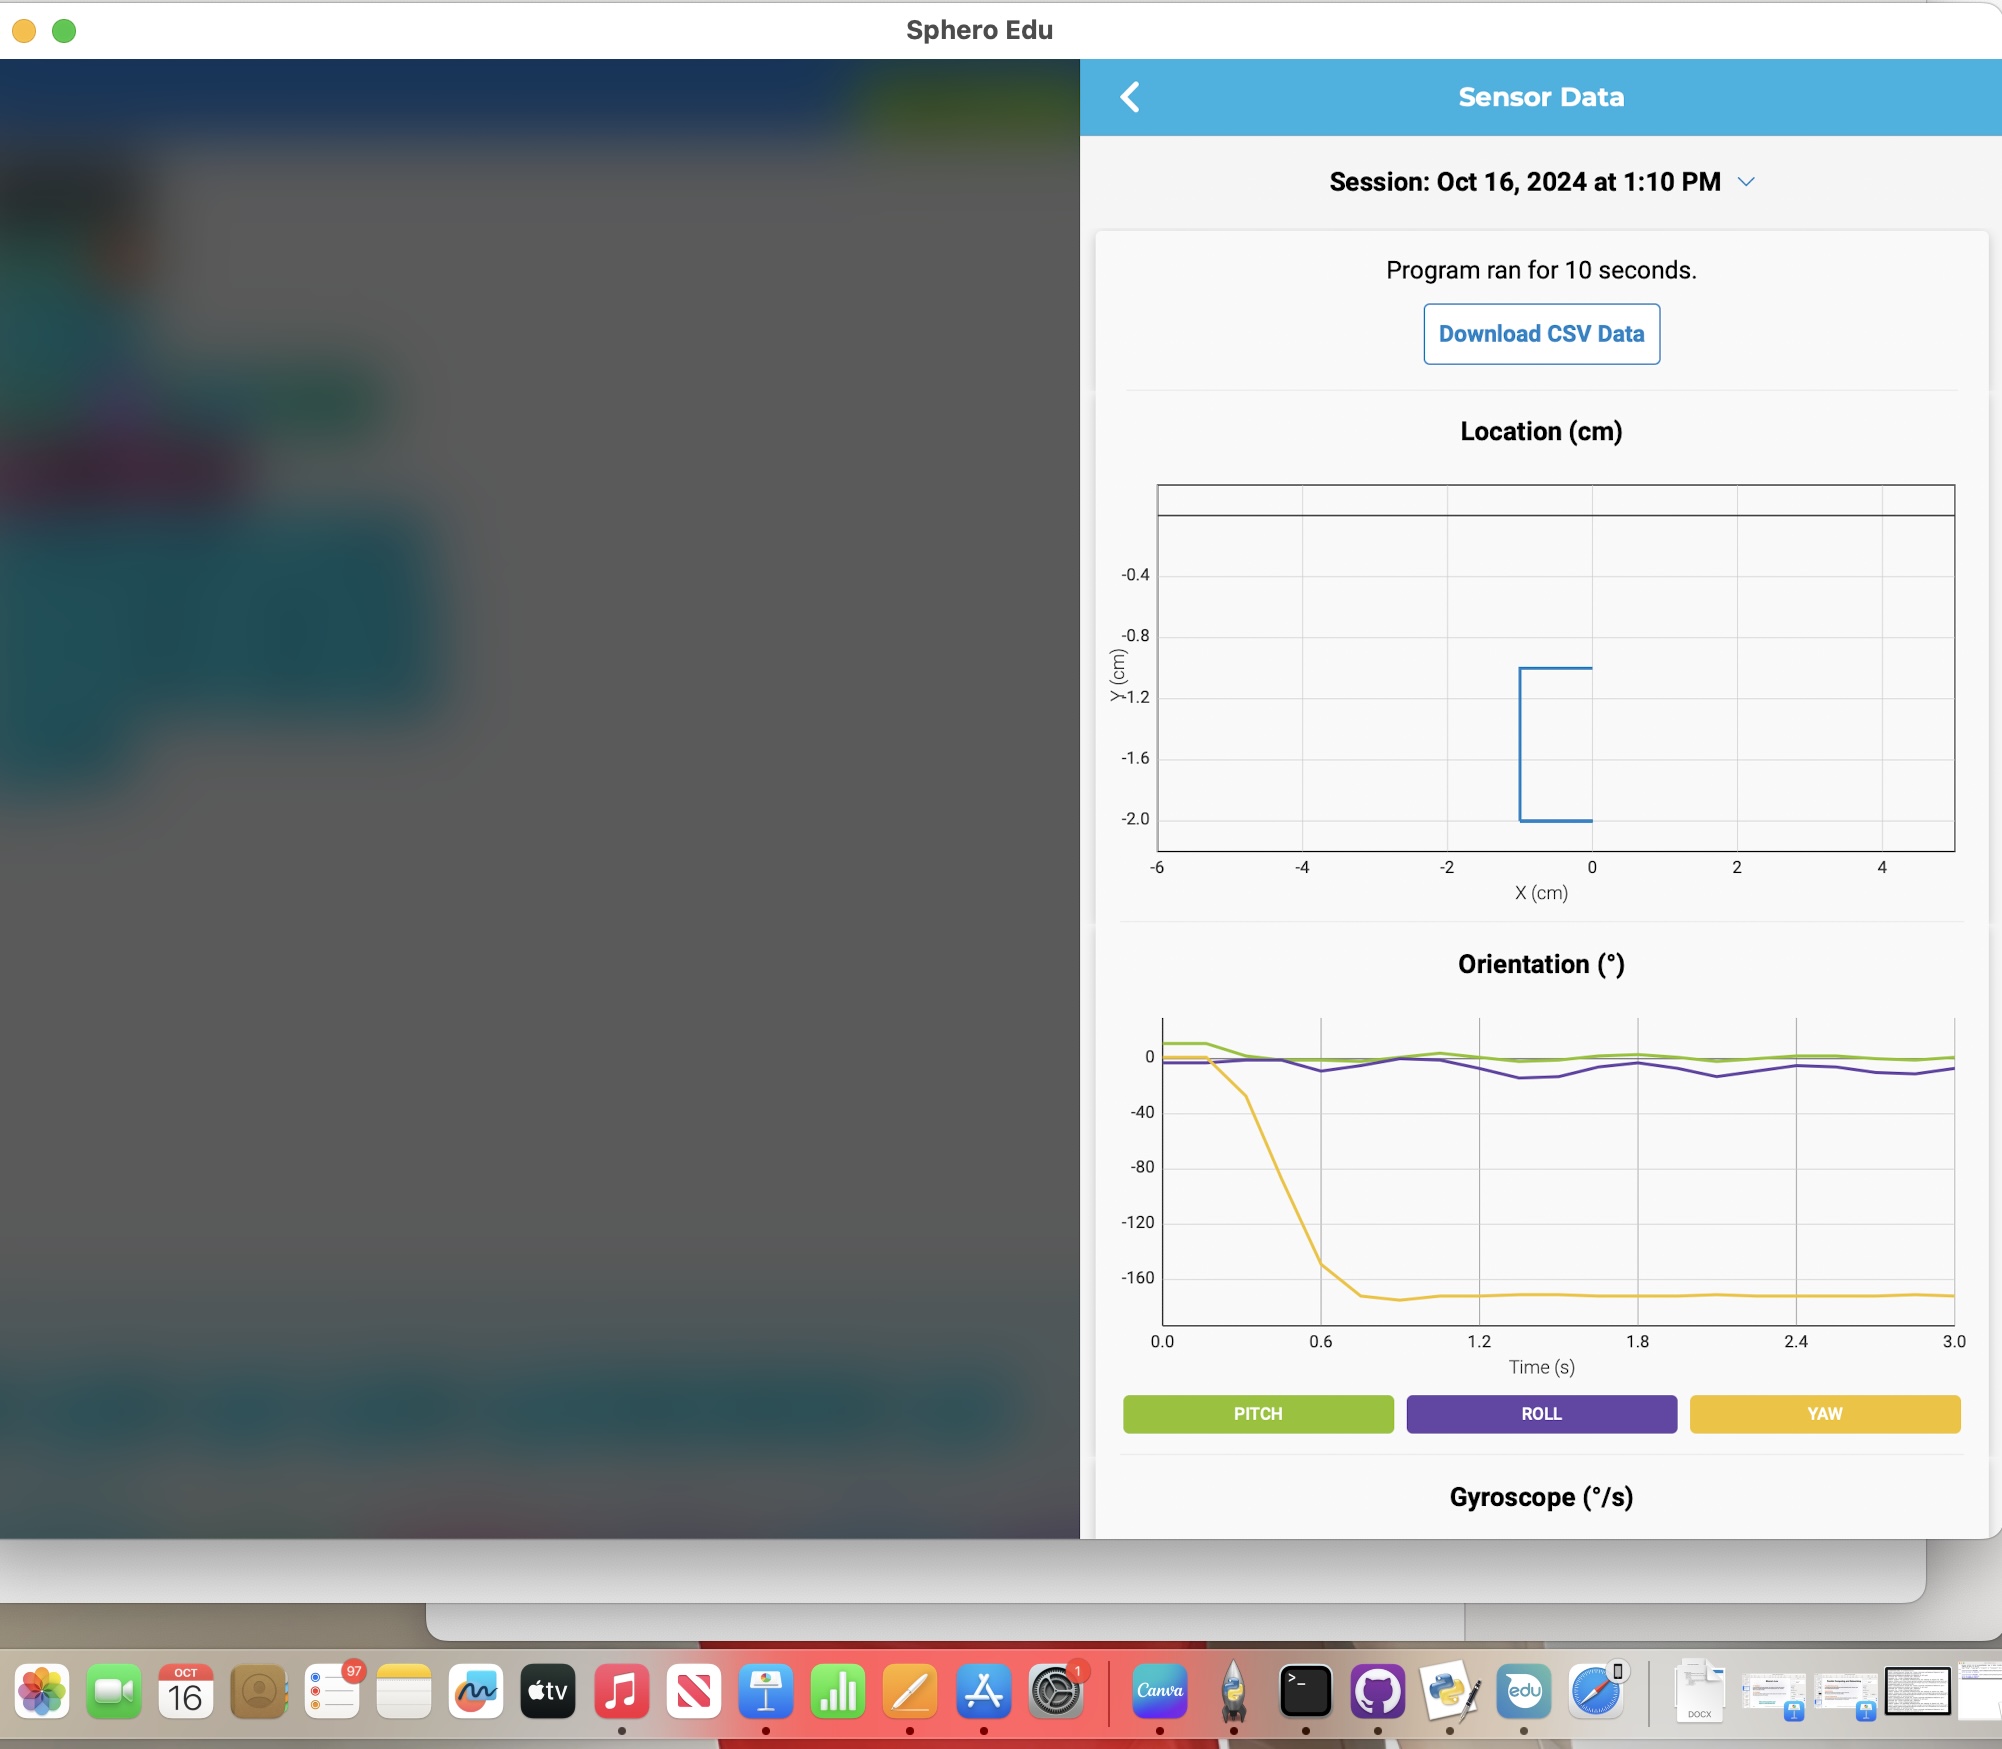 Sphero Edu
Sensor Data
Session: Oct 16, 2024 at 1:10 PM
Program ran for 10 seconds.
Download CSV Data
Location (cm)
-0.4
-0.8
-1.2
-1.6
-2.0
Y (cm)
-6 -4 -2 0 2 4
X (cm)
Orientation (°)
0
-40
-80
-120
-160
0.0 0.6 1.2 1.8 2.4 3.0
Time (s)
PITCH ROLL YAW
Gyroscope (°/s)
OCT
16
97
tv
1
Canva
>_
edu
DOCX